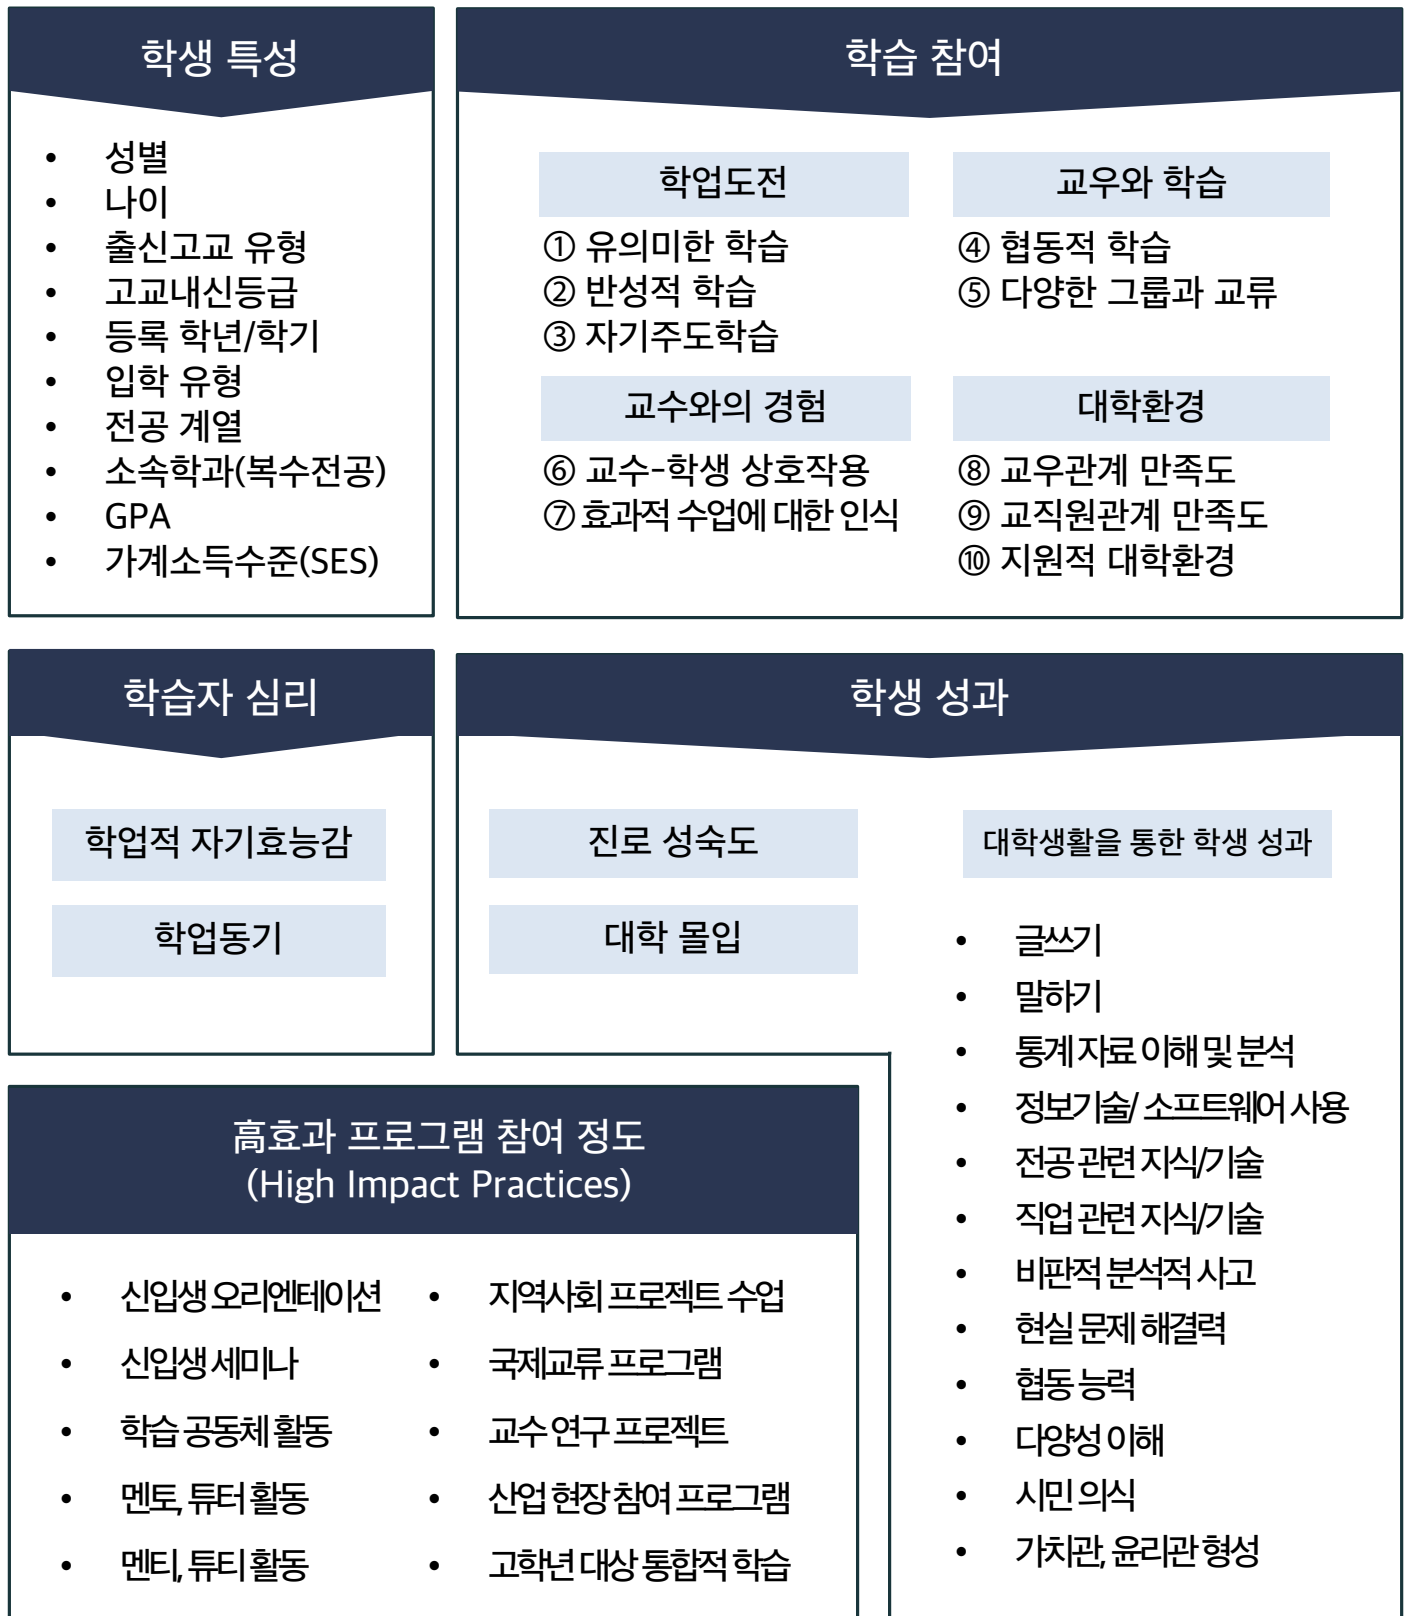 학생 특성
• 성별
• 나이
• 출신고교 유형
• 고교내신등급
• 등록 학년/학기
• 입학 유형
• 전공 계열
• 소속학과(복수전공)
• GPA
• 가계소득수준(SES)
학습 참여
학업도전
① 유의미한 학습
② 반성적 학습
③ 자기주도학습
교우와 학습
④ 협동적 학습
⑤ 다양한 그룹과 교류
교수와의 경험
⑥ 교수-학생 상호작용
⑦ 효과적 수업에 대한 인식
대학환경
⑧ 교우관계 만족도
⑨ 교직원관계 만족도
⑩ 지원적 대학환경
학습자 심리
학업적 자기효능감
학업동기
학생 성과
진로 성숙도
대학 몰입
대학생활을 통한 학생 성과
• 글쓰기
• 말하기
• 통계 자료 이해 및 분석
• 정보기술/ 소프트웨어 사용
• 전공 관련 지식/기술
• 직업 관련 지식/기술
• 비판적 분석적 사고
• 현실 문제 해결력
• 협동 능력
• 다양성 이해
• 시민 의식
• 가치관, 윤리관 형성
高효과 프로그램 참여 정도
(High Impact Practices)
• 신입생 오리엔테이션
• 신입생 세미나
• 학습 공동체 활동
• 멘토, 튜터 활동
• 멘티, 튜티 활동
• 지역사회 프로젝트 수업
• 국제교류 프로그램
• 교수 연구 프로젝트
• 산업 현장 참여 프로그램
• 고학년 대상 통합적 학습